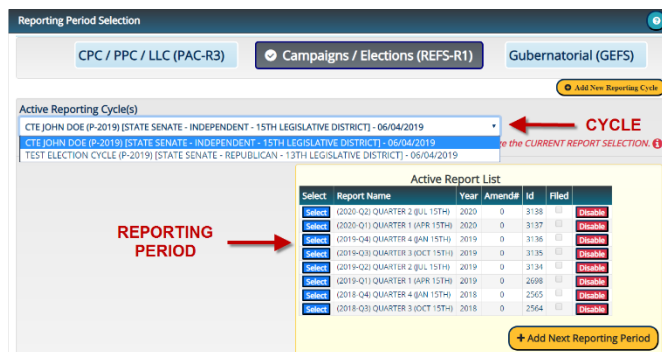 Reporting Period Selection
CPC / PPC / LLC (PAC-R3)
Campaigns / Elections (REFS-R1)
Gubernatorial (GEFS)
Add New Reporting Cycle
Active Reporting Cycle(s)
CTE JOHN DOE (P-2019) [STATE SENATE - INDEPENDENT - 15TH LEGISLATIVE DISTRICT] - 06/04/2019
CYCLE
CTE JOHN DOE (P-2019) [STATE SENATE - INDEPENDENT - 15TH LEGISLATIVE DISTRICT] - 06/04/2019
the CURRENT REPORT SELECTION.
TEST ELECTION CYCLE (P-2019) [STATE SENATE - REPUBLICAN - 13TH LEGISLATIVE DISTRICT] - 06/04/2019
Active Report List
Select Report Name Year Amend# Id Filed
Select (2020-Q2) QUARTER 2 (JUL 15TH) 2020 0 3138 Disable
Select (2020-Q1) QUARTER 1 (APR 15TH) 2020 0 3137 Disable
Select (2019-Q4) QUARTER 4 (JAN 15TH) 2019 0 3136 Disable
Select (2019-Q3) QUARTER 3 (OCT 15TH) 2019 0 3135 Disable
Select (2019-Q2) QUARTER 2 (JUL 15TH) 2019 0 3134 Disable
Select (2019-Q1) QUARTER 1 (APR 15TH) 2019 0 2698 Disable
Select (2018-Q4) QUARTER 4 (JAN 15TH) 2018 0 2565 Disable
Select (2018-Q3) QUARTER 3 (OCT 15TH) 2018 0 2564 Disable
REPORTING
PERIOD
+ Add Next Reporting Period